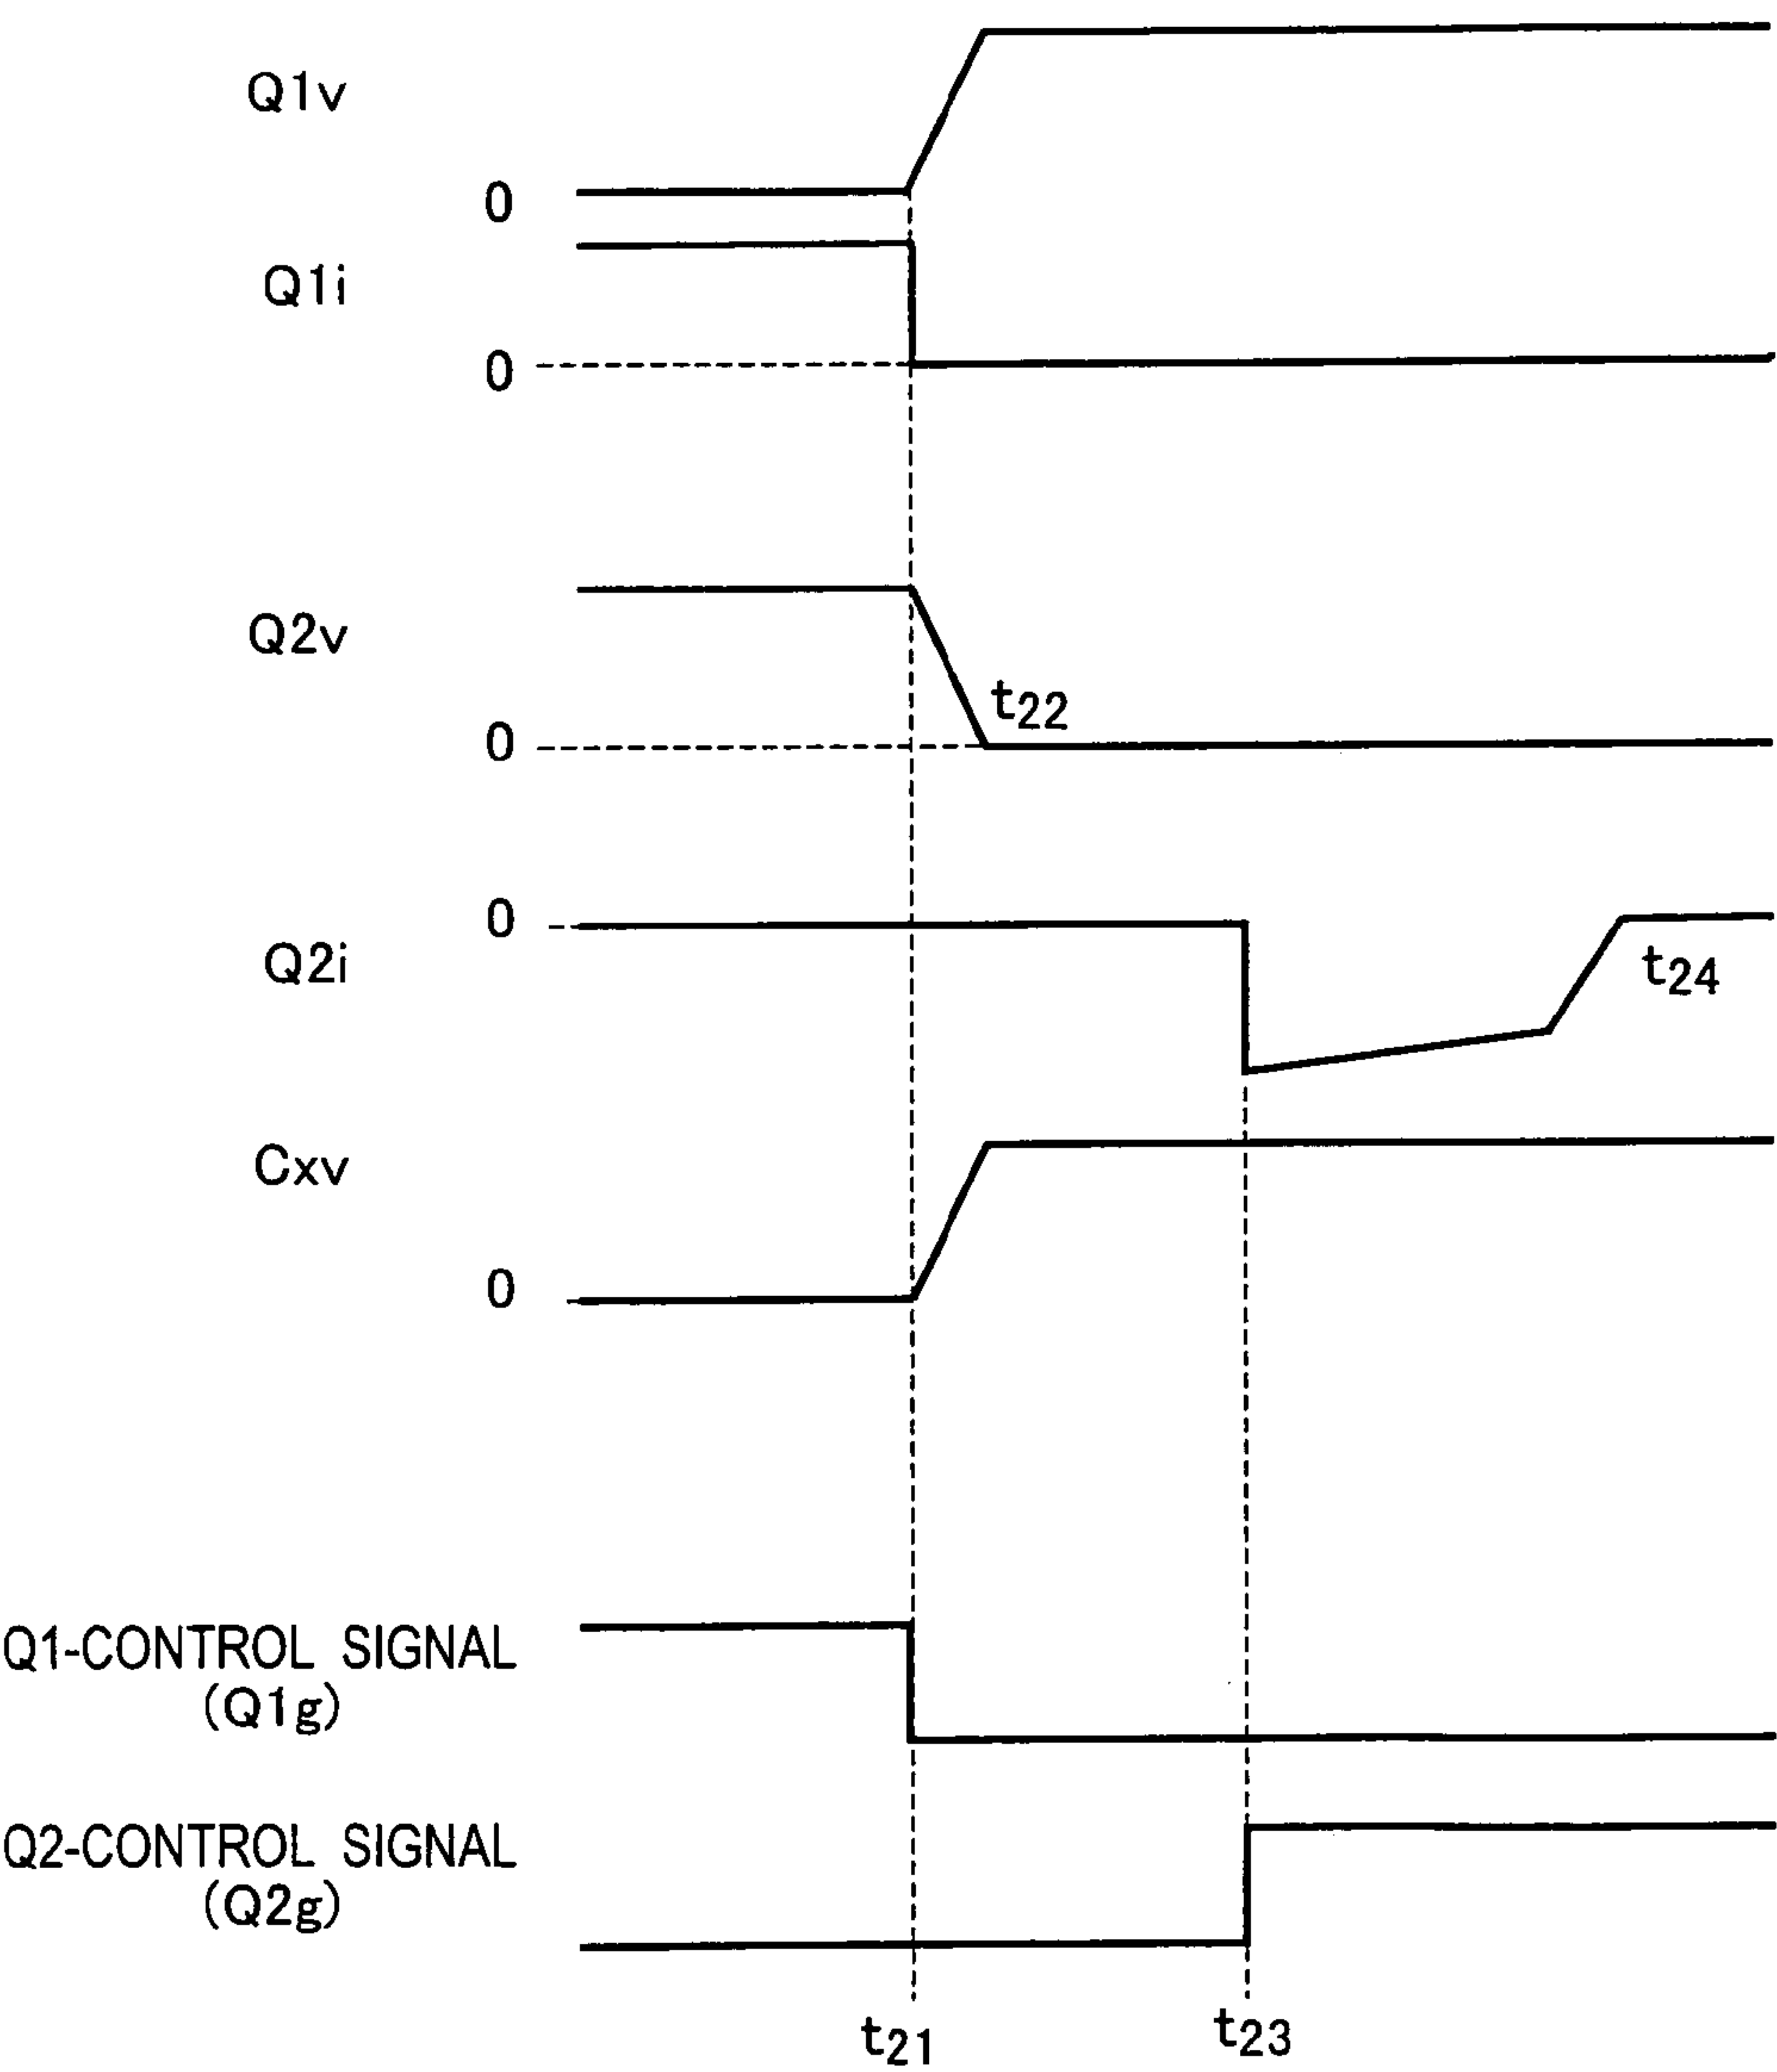 Q1v
0
Q1i
0
Q2v
t22
0
0
Q2i
t24
Cxv
0
Q1-CONTROL SIGNAL
(Q1g)
Q2-CONTROL SIGNAL
(Q2g)
t21
t23